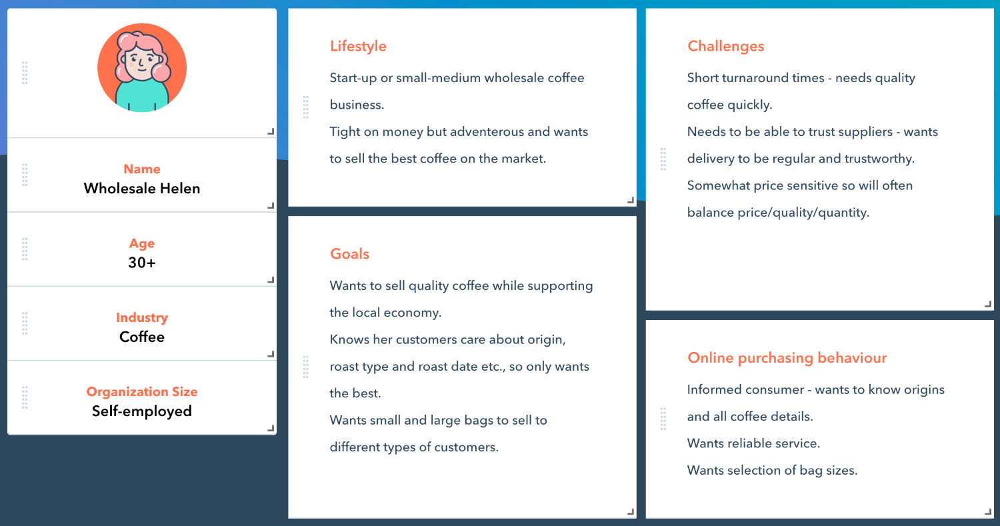 Name
Wholesale Helen
Age
30+
Industry
Coffee
Organization Size
Self-employed
Lifestyle
Start-up or small-medium wholesale coffee
business.
Tight on money but adventerous and wants
to sell the best coffee on the market.
Goals
Wants to sell quality coffee while supporting
the local economy.
Knows her customers care about origin,
roast type and roast date etc., so only wants
the best.
Wants small and large bags to sell to
different types of customers.
Challenges
Short turnaround times - needs quality
coffee quickly.
Needs to be able to trust suppliers - wants
delivery to be regular and trustworthy.
Somewhat price sensitive so will often
balance price/quality/quantity.
Online purchasing behaviour
Informed consumer - wants to know origins
and all coffee details.
Wants reliable service.
Wants selection of bag sizes.